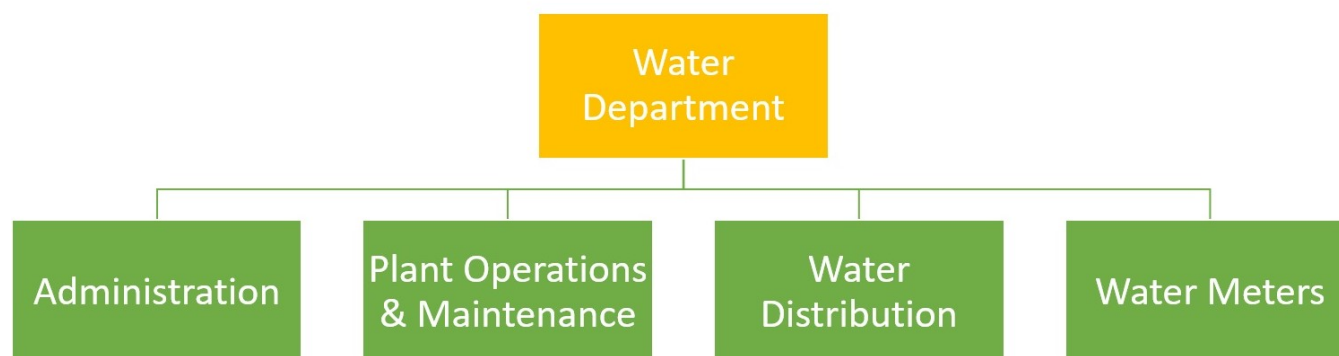 Water
Department
Administration
Plant Operations
& Maintenance
Water
Distribution
Water Meters